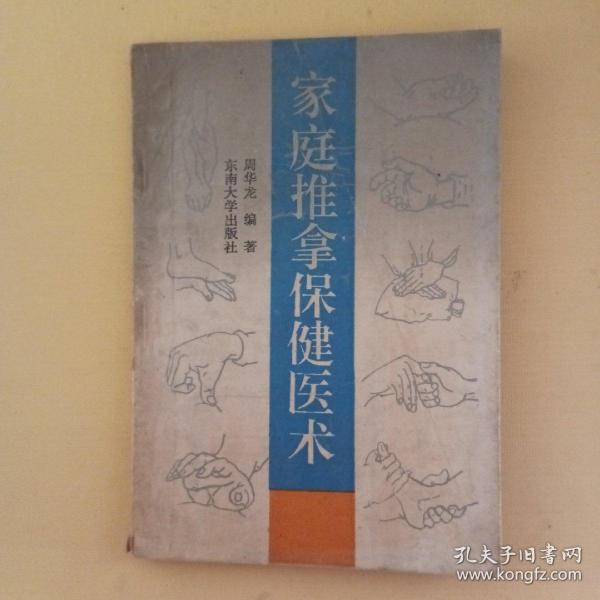 家庭推拿保健医术
周华龙 编著
东南大学出版社
孔夫子旧书网
www.kongfz.com